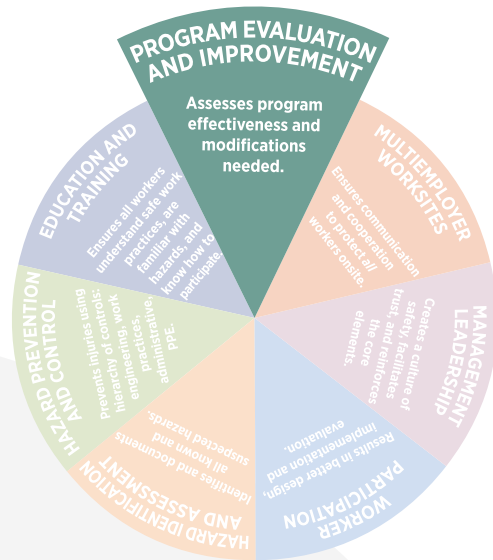 PROGRAM EVALUATION
AND IMPROVEMENT
Assesses program
effectiveness and
modifications
needed.
MULTIEMPLOYER
WORKSITES
Ensures communication
and cooperation
to protect all
workers onsite.
MANAGEMENT
LEADERSHIP
Creates a culture of
safety, facilitates
trust, and reinforces
the core
elements.
WORKER
PARTICIPATION
Results in better design,
implementation and
evaluation.
HAZARD IDENTIFICATION
AND ASSESSMENT
Identifies and documents
all known and
suspected hazards.
HAZARD PREVENTION
AND CONTROL
Prevents injuries using
hierarchy of controls:
engineering, work
practices,
administrative,
PPE.
EDUCATION AND
TRAINING
Ensures all workers
understand safe work
practices, are
familiar with
hazards, and
know how to
participate.